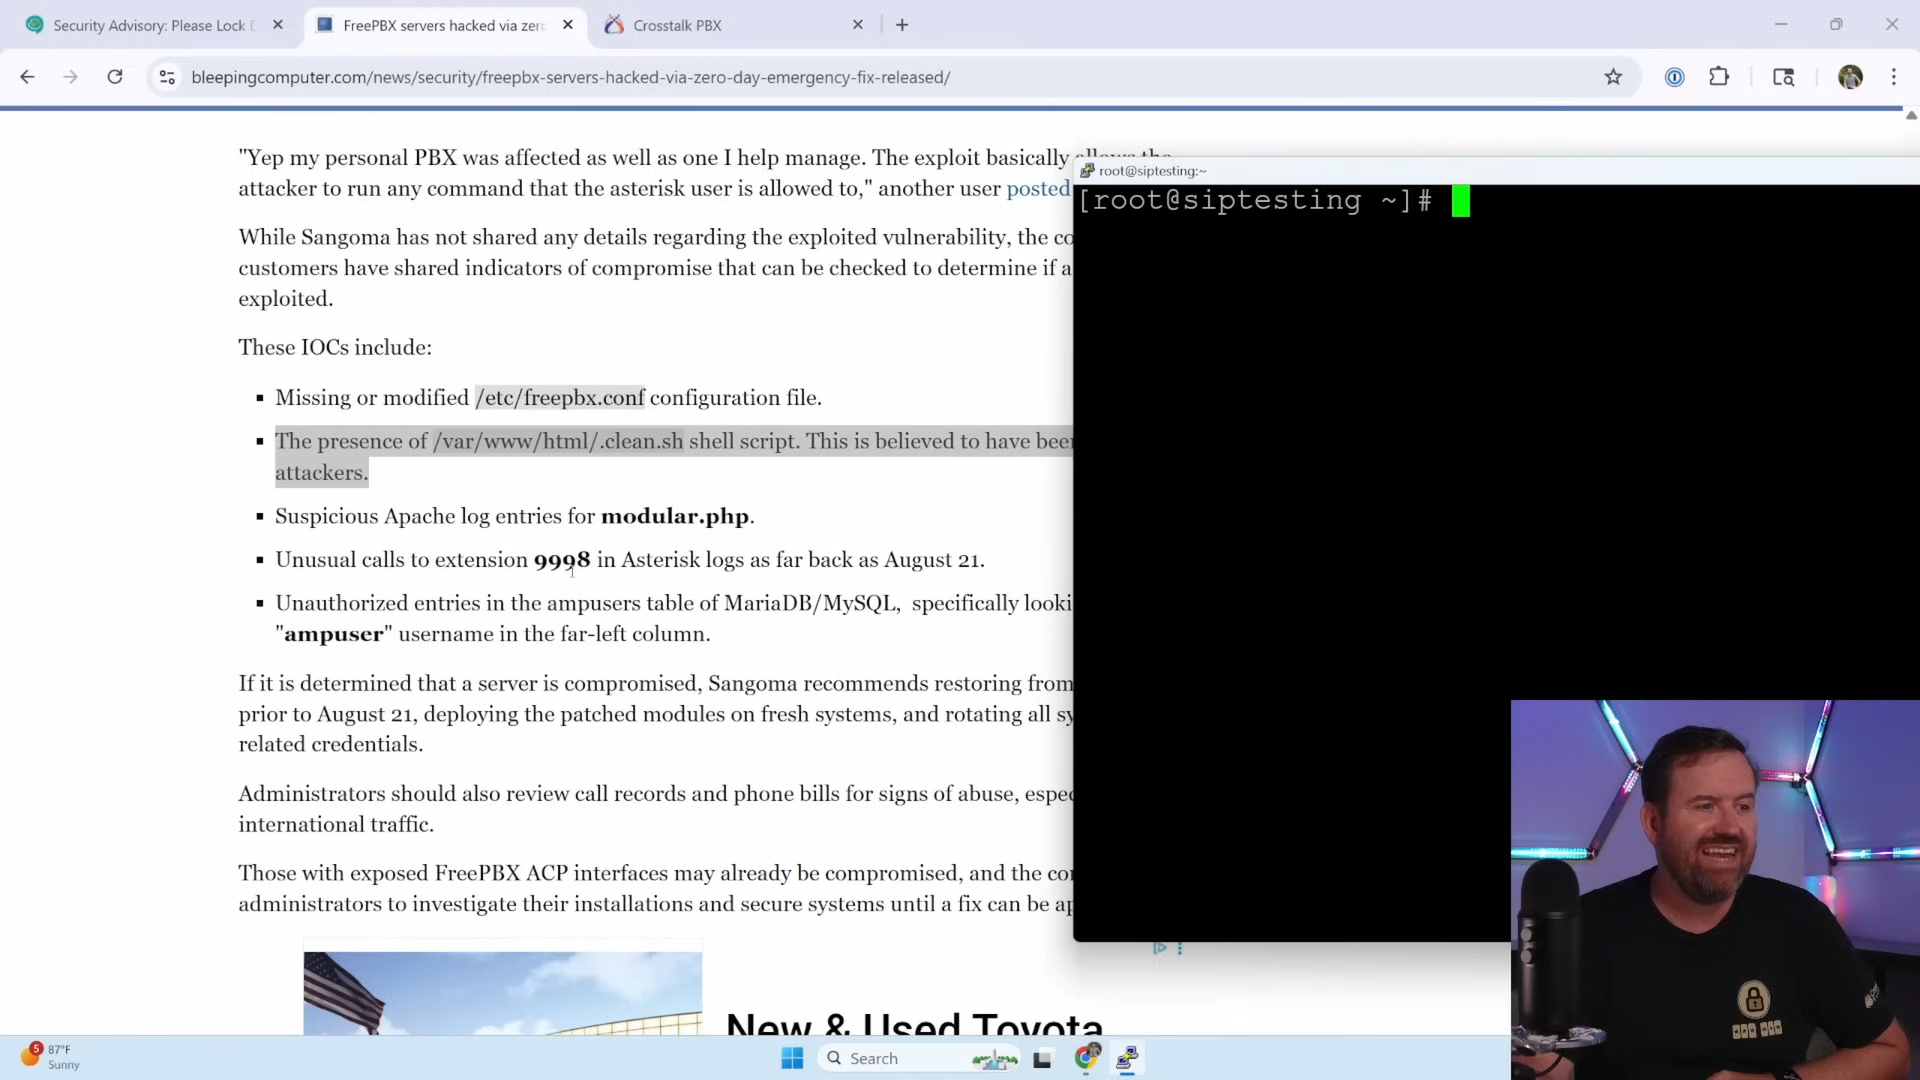 Security Advisory: Please Lock D
FreePBX servers hacked via zero
Crosstalk PBX
bleepingcomputer.com/news/security/freepbx-servers-hacked-via-zero-day-emergency-fix-released/
"Yep my personal PBX was affected as well as one I help manage. The exploit basically allows the
attacker to run any command that the asterisk user is allowed to," another user posted
While Sangoma has not shared any details regarding the exploited vulnerability, the co
customers have shared indicators of compromise that can be checked to determine if a
exploited.
These IOCs include:
▪ Missing or modified /etc/freepbx.conf configuration file.
▪ The presence of /var/www/html/.clean.sh shell script. This is believed to have been
attackers.
▪ Suspicious Apache log entries for modular.php.
▪ Unusual calls to extension 9998 in Asterisk logs as far back as August 21.
▪ Unauthorized entries in the ampusers table of MariaDB/MySQL, specifically looki
"ampuser" username in the far-left column.
If it is determined that a server is compromised, Sangoma recommends restoring from
prior to August 21, deploying the patched modules on fresh systems, and rotating all sy
related credentials.
Administrators should also review call records and phone bills for signs of abuse, espec
international traffic.
Those with exposed FreePBX ACP interfaces may already be compromised, and the co
administrators to investigate their installations and secure systems until a fix can be ap
New & Used Toyota
root@siptesting:~
[root@siptesting ~]#
5
87°F
Sunny
Search